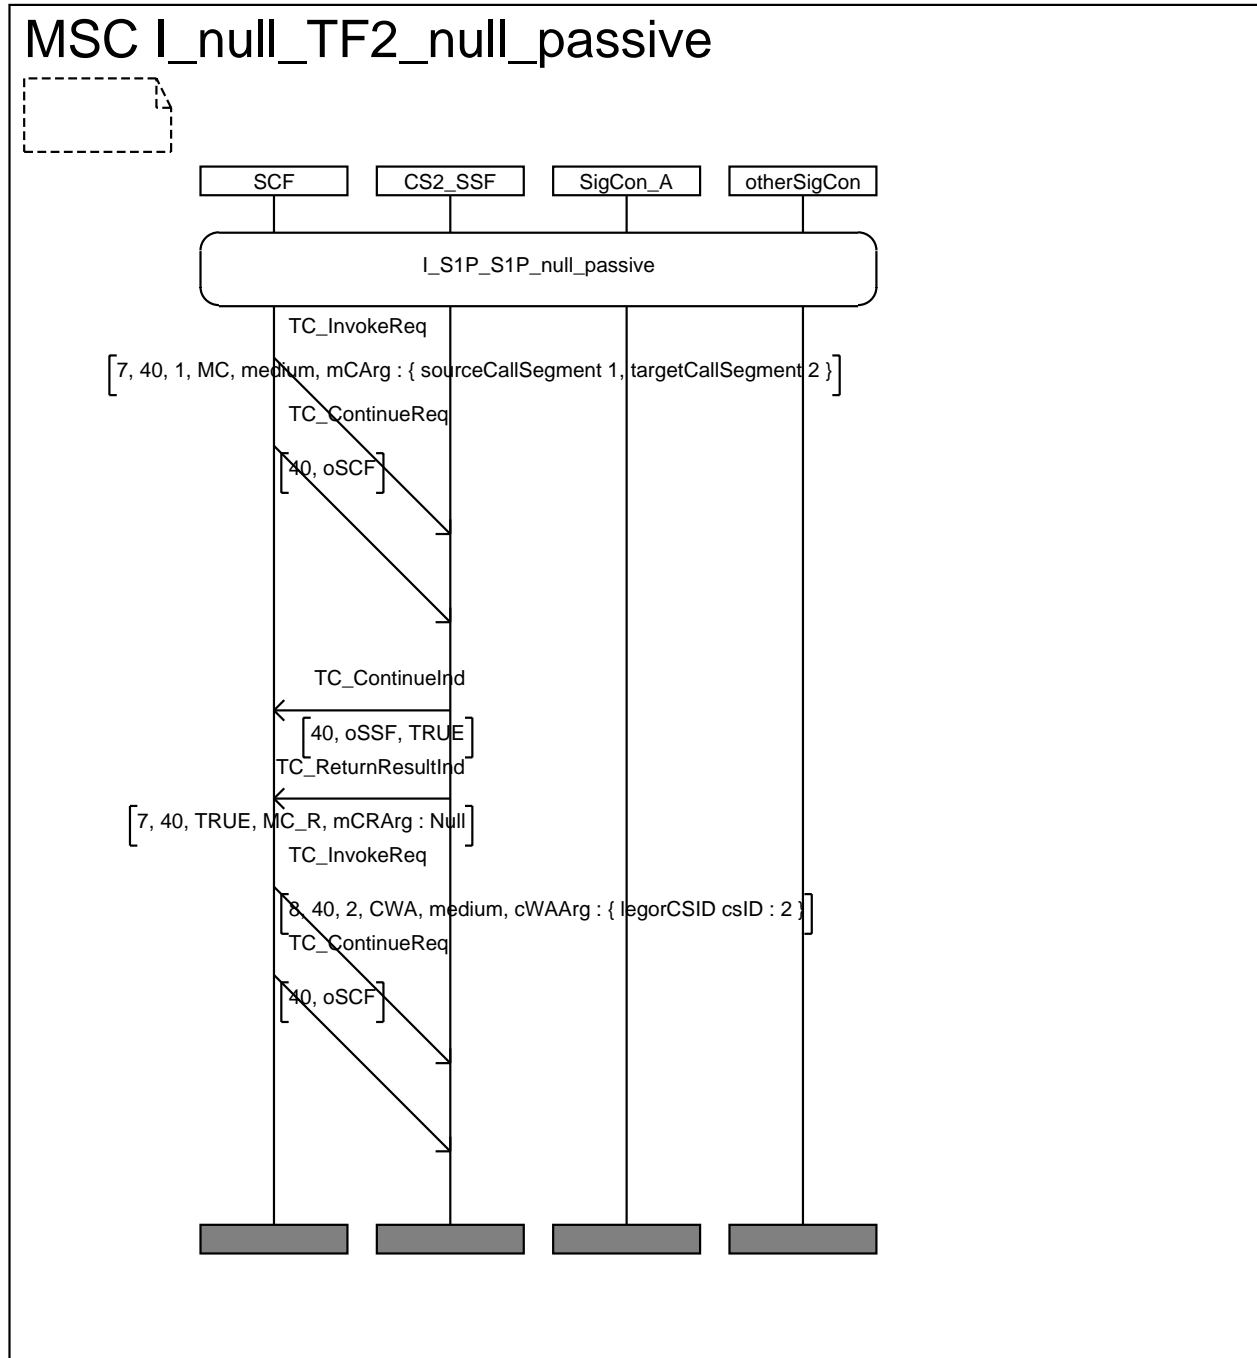 MSC I_null_TF2_null_passive
SCF CS2_SSF SigCon_A otherSigCon
I_S1P_S1P_null_passive
TC_InvokeReq
7, 40, 1, MC, medium, mCArg : { sourceCallSegment 1, targetCallSegment 2 }
TC_ContinueReq
40, oSCF
TC_ContinueInd
40, oSSF, TRUE
TC_ReturnResultInd
7, 40, TRUE, MC_R, mCRArg : Null
TC_InvokeReq
8, 40, 2, CWA, medium, cWAArg : { legorCSID csID : 2 }
TC_ContinueReq
40, oSCF